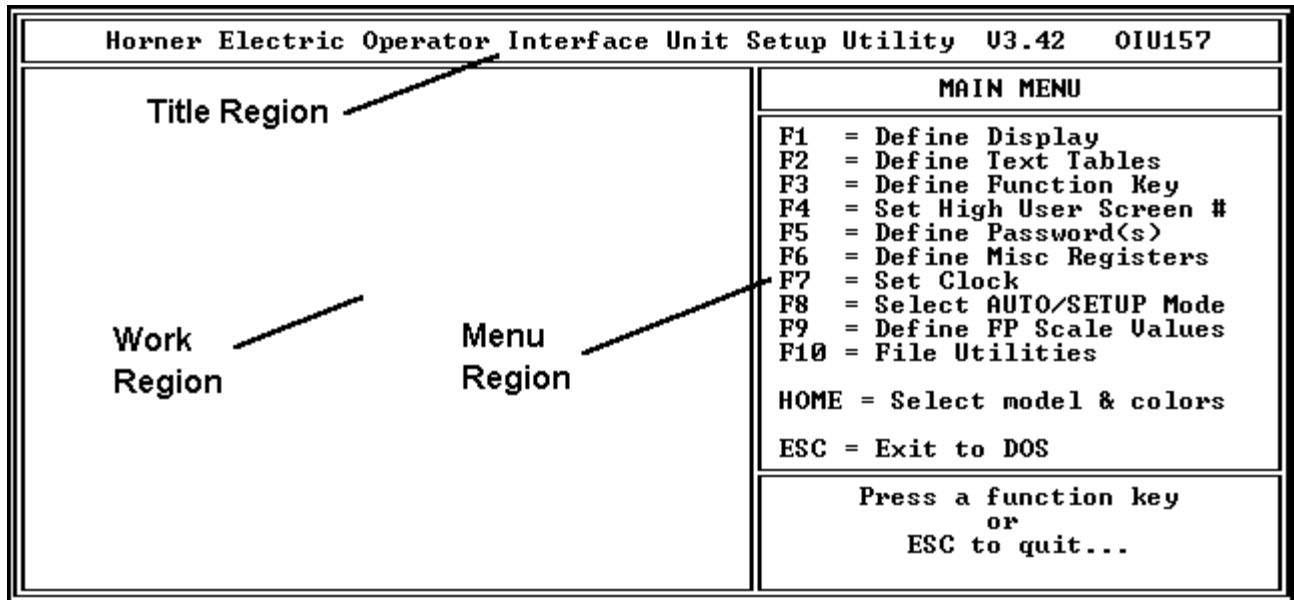 Horner Electric Operator Interface Unit Setup Utility V3.42 OIU157
Title Region
Work
Region
Menu
Region
MAIN MENU
F1 = Define Display
F2 = Define Text Tables
F3 = Define Function Key
F4 = Set High User Screen #
F5 = Define Password(s)
F6 = Define Misc Registers
F7 = Set Clock
F8 = Select AUTO/SETUP Mode
F9 = Define FP Scale Values
F10 = File Utilities
HOME = Select model & colors
ESC = Exit to DOS
Press a function key
or
ESC to quit...